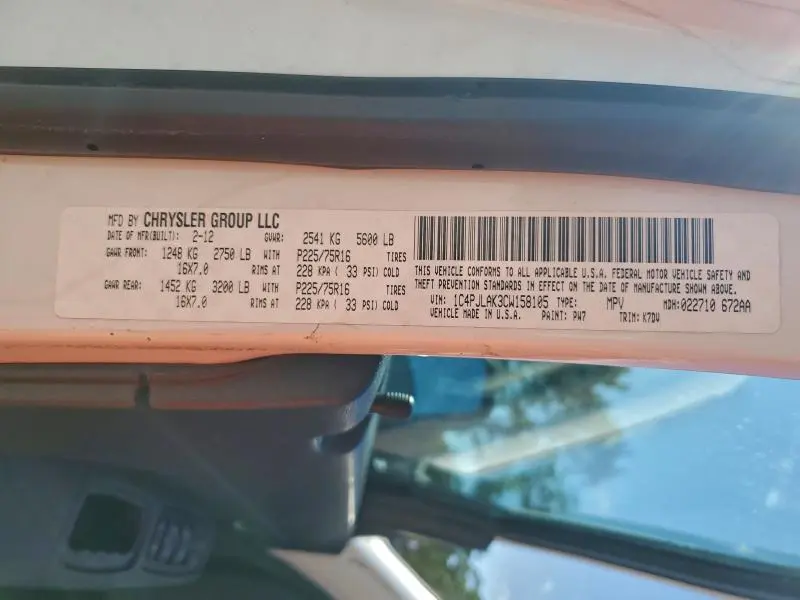 MFD BY CHRYSLER GROUP LLC
DATE OF MFR(BUILT): 2-12 GVWR: 2541 KG 5600 LB
GAWR FRONT: 1248 KG 2750 LB WITH P225/75R16 TIRES
16X7.0 RIMS AT 228 KPA ( 33 PSI) COLD
GAWR REAR: 1452 KG 3200 LB WITH P225/75R16 TIRES
16X7.0 RIMS AT 228 KPA ( 33 PSI) COLD
THIS VEHICLE CONFORMS TO ALL APPLICABLE U.S.A. FEDERAL MOTOR VEHICLE SAFETY AND
THEFT PREVENTION STANDARDS IN EFFECT ON THE DATE OF MANUFACTURE SHOWN ABOVE.
VIN: 1C4PJLAK3CW158105 TYPE: MPV MDH:022710 672AA
VEHICLE MADE IN U.S.A. PAINT: PW7 TRIM: K7DV